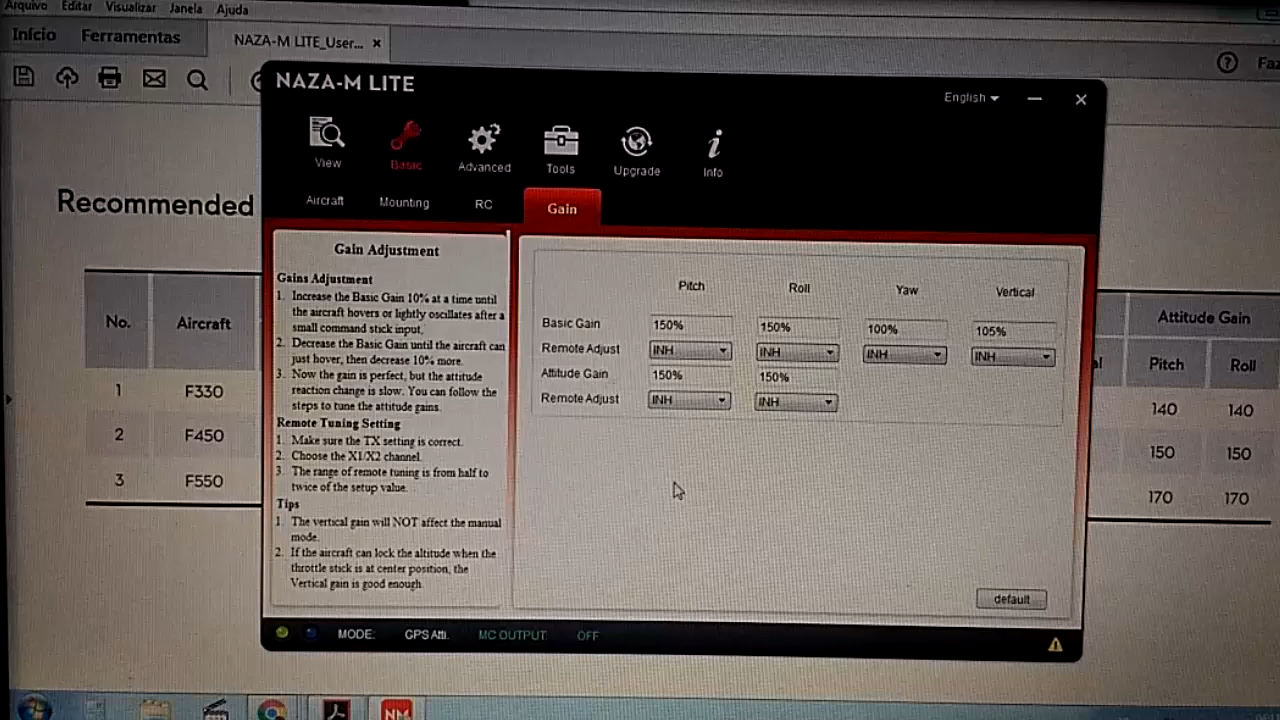 Arquivo Editar Visualizar Janela Ajuda
Início Ferramentas NAZA-M LITE_User... ×
NAZA-M LITE
English
View Basic Advanced Tools Upgrade Info
Aircraft Mounting RC Gain
Recommended
No. Aircraft
1 F330
2 F450
3 F550
Gain Adjustment
Gains Adjustment
1. Increase the Basic Gain 10% at a time until
the aircraft hovers or lightly oscillates after a
small command stick input.
2. Decrease the Basic Gain until the aircraft can
just hover, then decrease 10% more.
3. Now the gain is perfect, but the attitude
reaction change is slow. You can follow the
steps to tune the attitude gains.
Remote Tuning Setting
1. Make sure the TX setting is correct.
2. Choose the X1/X2 channel.
3. The range of remote tuning is from half to
twice of the setup value.
Tips
1. The vertical gain will NOT affect the manual
mode.
2. If the aircraft can lock the altitude when the
throttle stick is at center position, the
Vertical gain is good enough.
Pitch Roll Yaw Vertical
Basic Gain 150% 150% 100% 105%
Remote Adjust INH INH INH INH
Attitude Gain 150% 150%
Remote Adjust INH INH
default
MODE: GPS Atti. MC OUTPUT OFF
Attitude Gain
Pitch Roll
140 140
150 150
170 170
NM